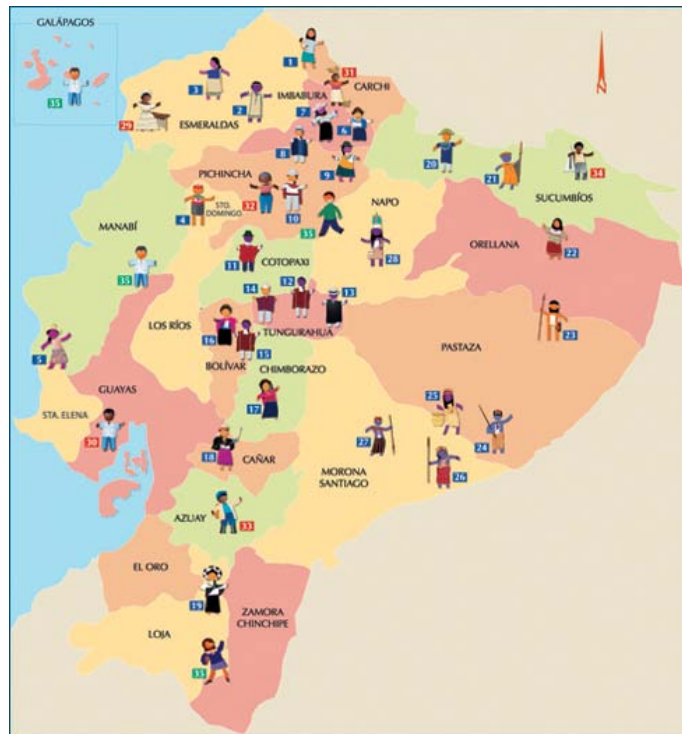 GALÁPAGOS
35
1
31
CARCHI
3
2
IMBABURA
7
6
29
ESMERALDAS
8
9
20
21
34
SUCUMBÍOS
PICHINCHA
4
STO.
DOMINGO
32
10
35
NAPO
28
MANABÍ
35
11
COTOPAXI
ORELLANA
22
14
12
13
TUNGURAHUA
23
LOS RÍOS
16
15
BOLÍVAR
CHIMBORAZO
PASTAZA
5
GUAYAS
STA. ELENA
30
17
25
24
27
26
18
CAÑAR
MORONA
SANTIAGO
AZUAY
33
EL ORO
19
ZAMORA
CHINCHIPE
LOJA
35